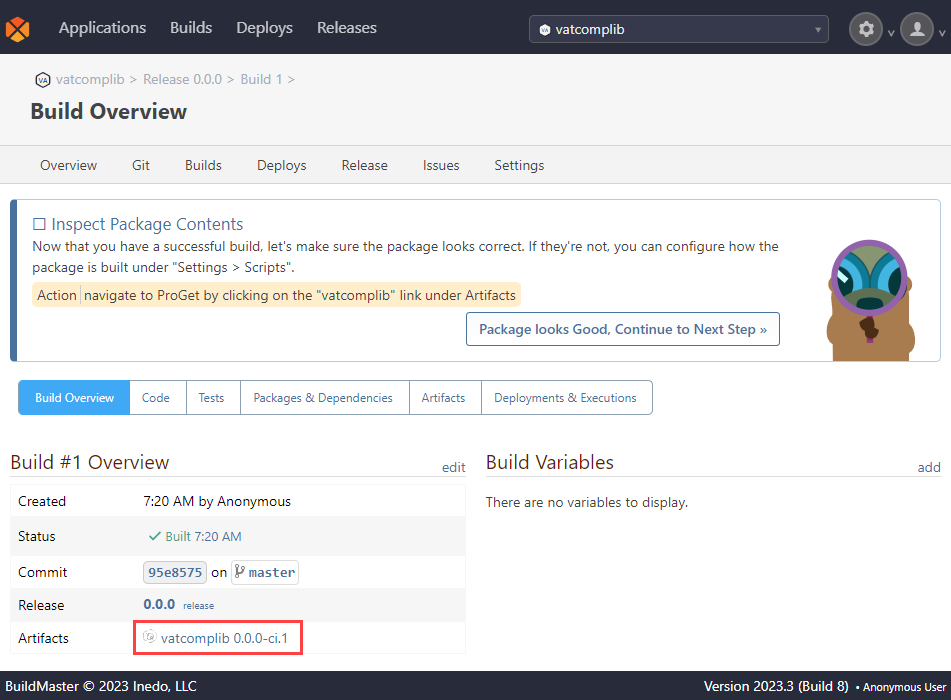 Applications Builds Deploys Releases vatcomplib
VA vatcomplib > Release 0.0.0 > Build 1 >
Build Overview
Overview Git Builds Deploys Release Issues Settings
Inspect Package Contents
Now that you have a successful build, let's make sure the package looks correct. If they're not, you can configure how the
package is built under "Settings > Scripts".
Action navigate to ProGet by clicking on the "vatcomplib" link under Artifacts
Package looks Good, Continue to Next Step »
Build Overview Code Tests Packages & Dependencies Artifacts Deployments & Executions
Build #1 Overview edit
Build Variables add
Created 7:20 AM by Anonymous
There are no variables to display.
Status Built 7:20 AM
Commit 95e8575 on master
Release 0.0.0 release
Artifacts vatcomplib 0.0.0-ci.1
BuildMaster © 2023 Inedo, LLC Version 2023.3 (Build 8) • Anonymous User